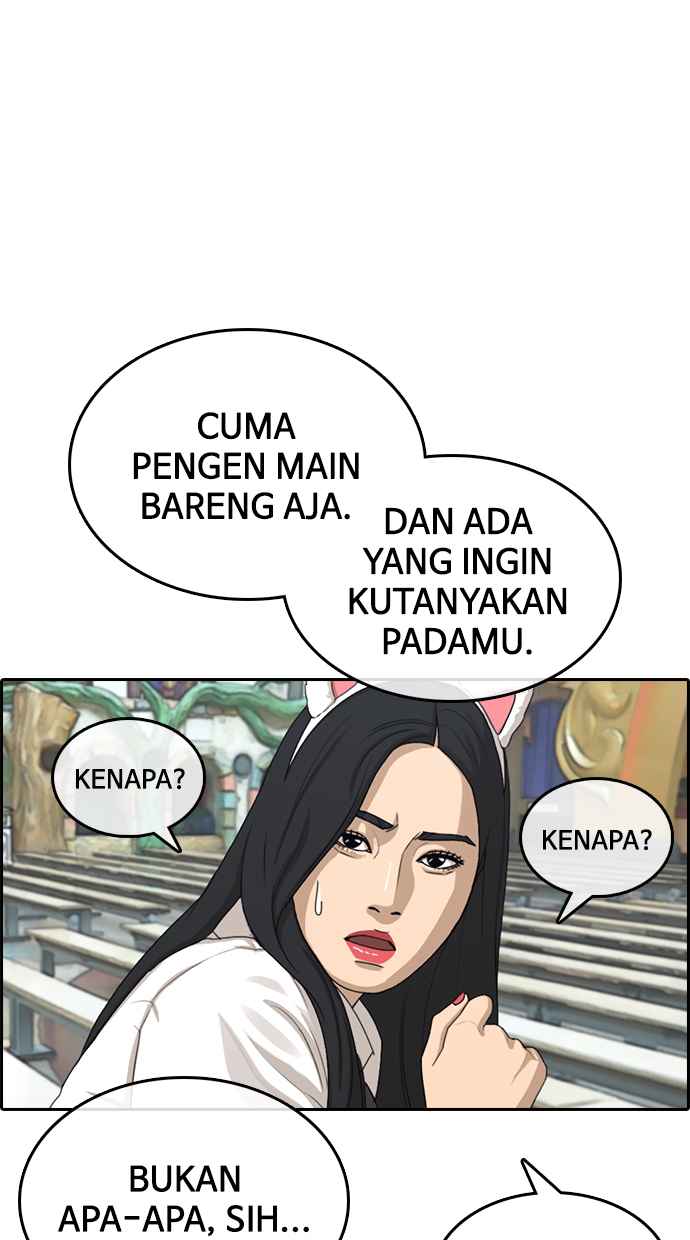 CUMA
PENGEN MAIN
BARENG AJA.
DAN ADA
YANG INGIN
KUTANYAKAN
PADAMU.
KENAPA?
KENAPA?
BUKAN
APA-APA, SIH...